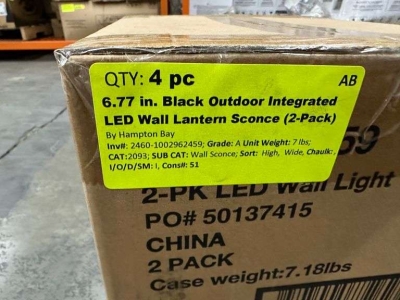 QTY: 4 pc AB
6.77 in. Black Outdoor Integrated
LED Wall Lantern Sconce (2-Pack)
By Hampton Bay
Inv#: 2460-1002962459; Grade: A Unit Weight: 7 lbs;
CAT:2093; SUB CAT: Wall Sconce; Sort: High, Wide, Chaulk:,
I/O/D/SM: I, Cons#: 51
59
2-PK LED Wall Light
PO# 50137415
CHINA
2 PACK
Case weight:7.18lbs